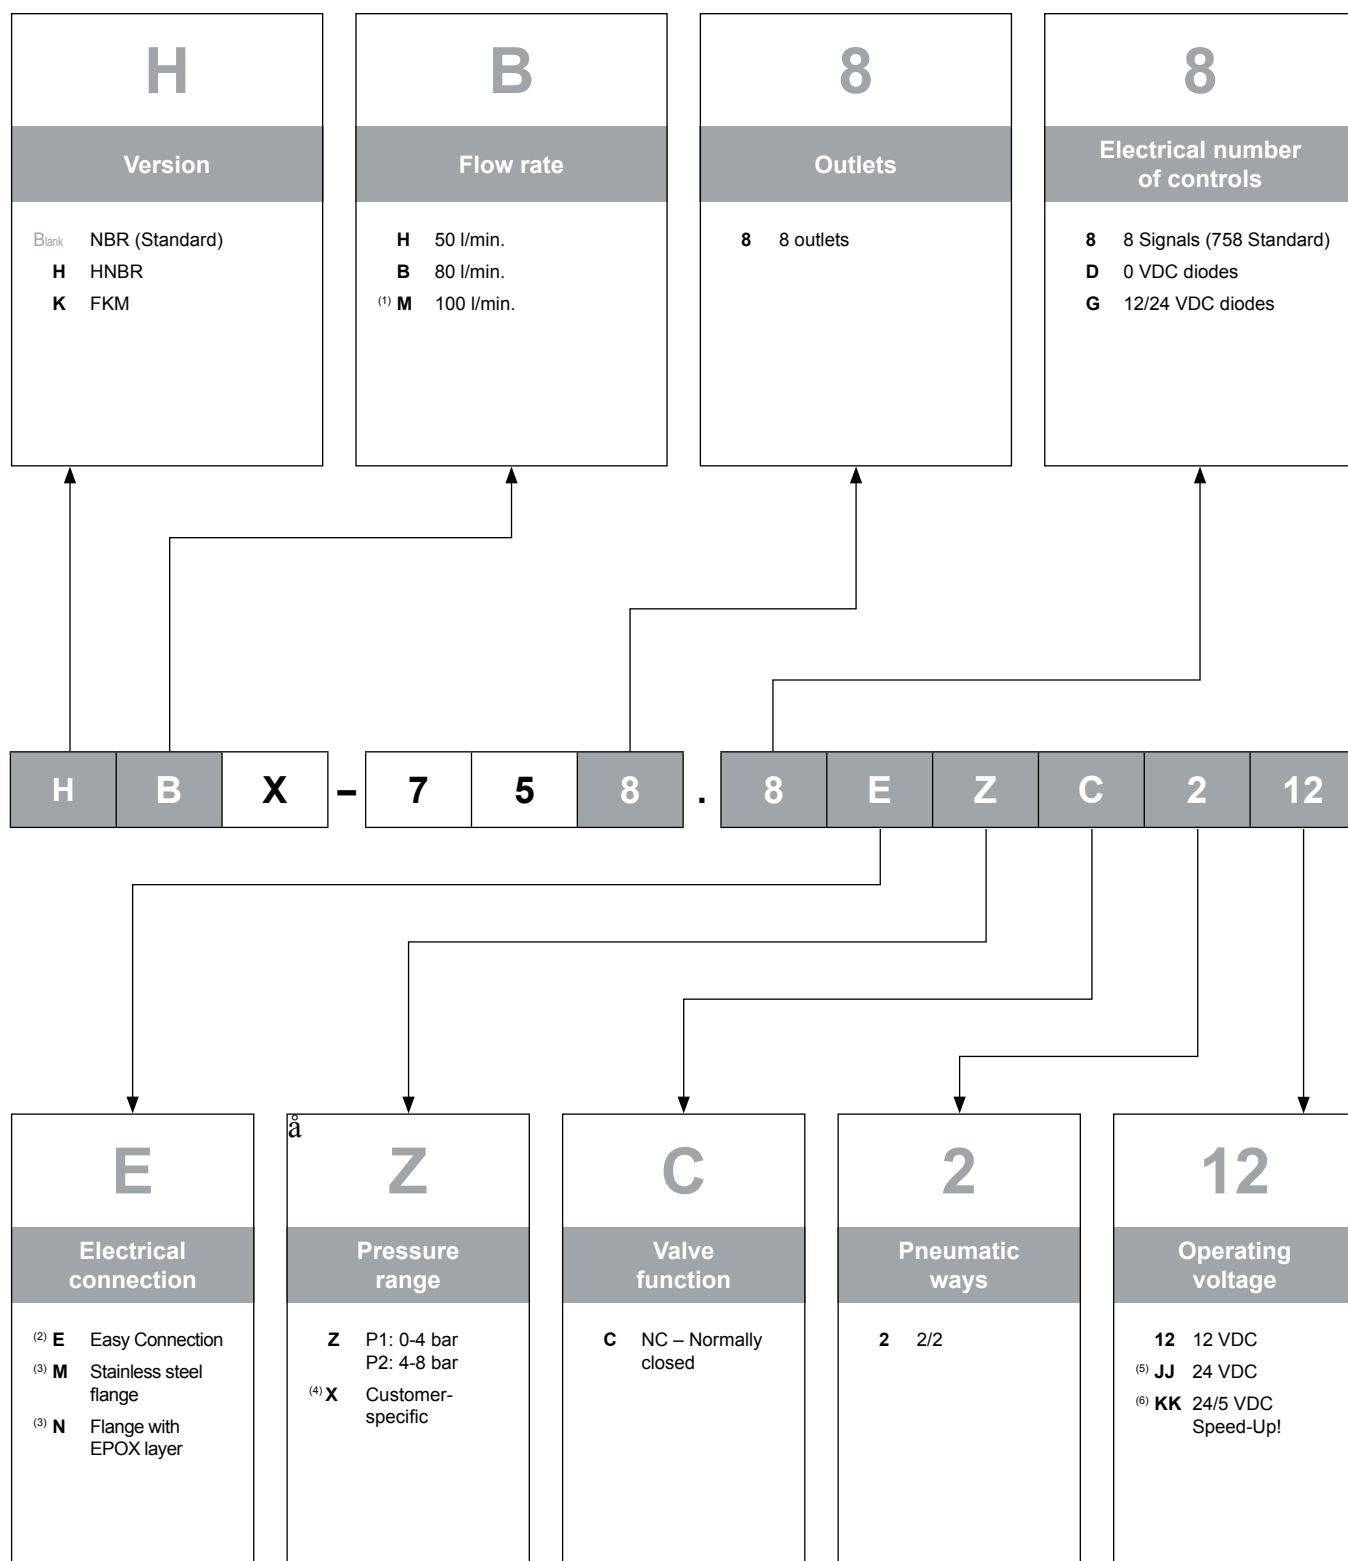 H
Version
Blank NBR (Standard)
H HNBR
K FKM
B
Flow rate
H 50 l/min.
B 80 l/min.
(1) M 100 l/min.
8
Outlets
8 8 outlets
8
Electrical number
of controls
8 8 Signals (758 Standard)
D 0 VDC diodes
G 12/24 VDC diodes
H B X – 7 5 8 . 8 E Z C 2 12
E
Electrical
connection
(2) E Easy Connection
(3) M Stainless steel
flange
(3) N Flange with
EPOX layer
å
Z
Pressure
range
Z P1: 0-4 bar
P2: 4-8 bar
(4) X Customer-
specific
C
Valve
function
C NC – Normally
closed
2
Pneumatic
ways
2 2/2
12
Operating
voltage
12 12 VDC
(5) JJ 24 VDC
(6) KK 24/5 VDC
Speed-Up!